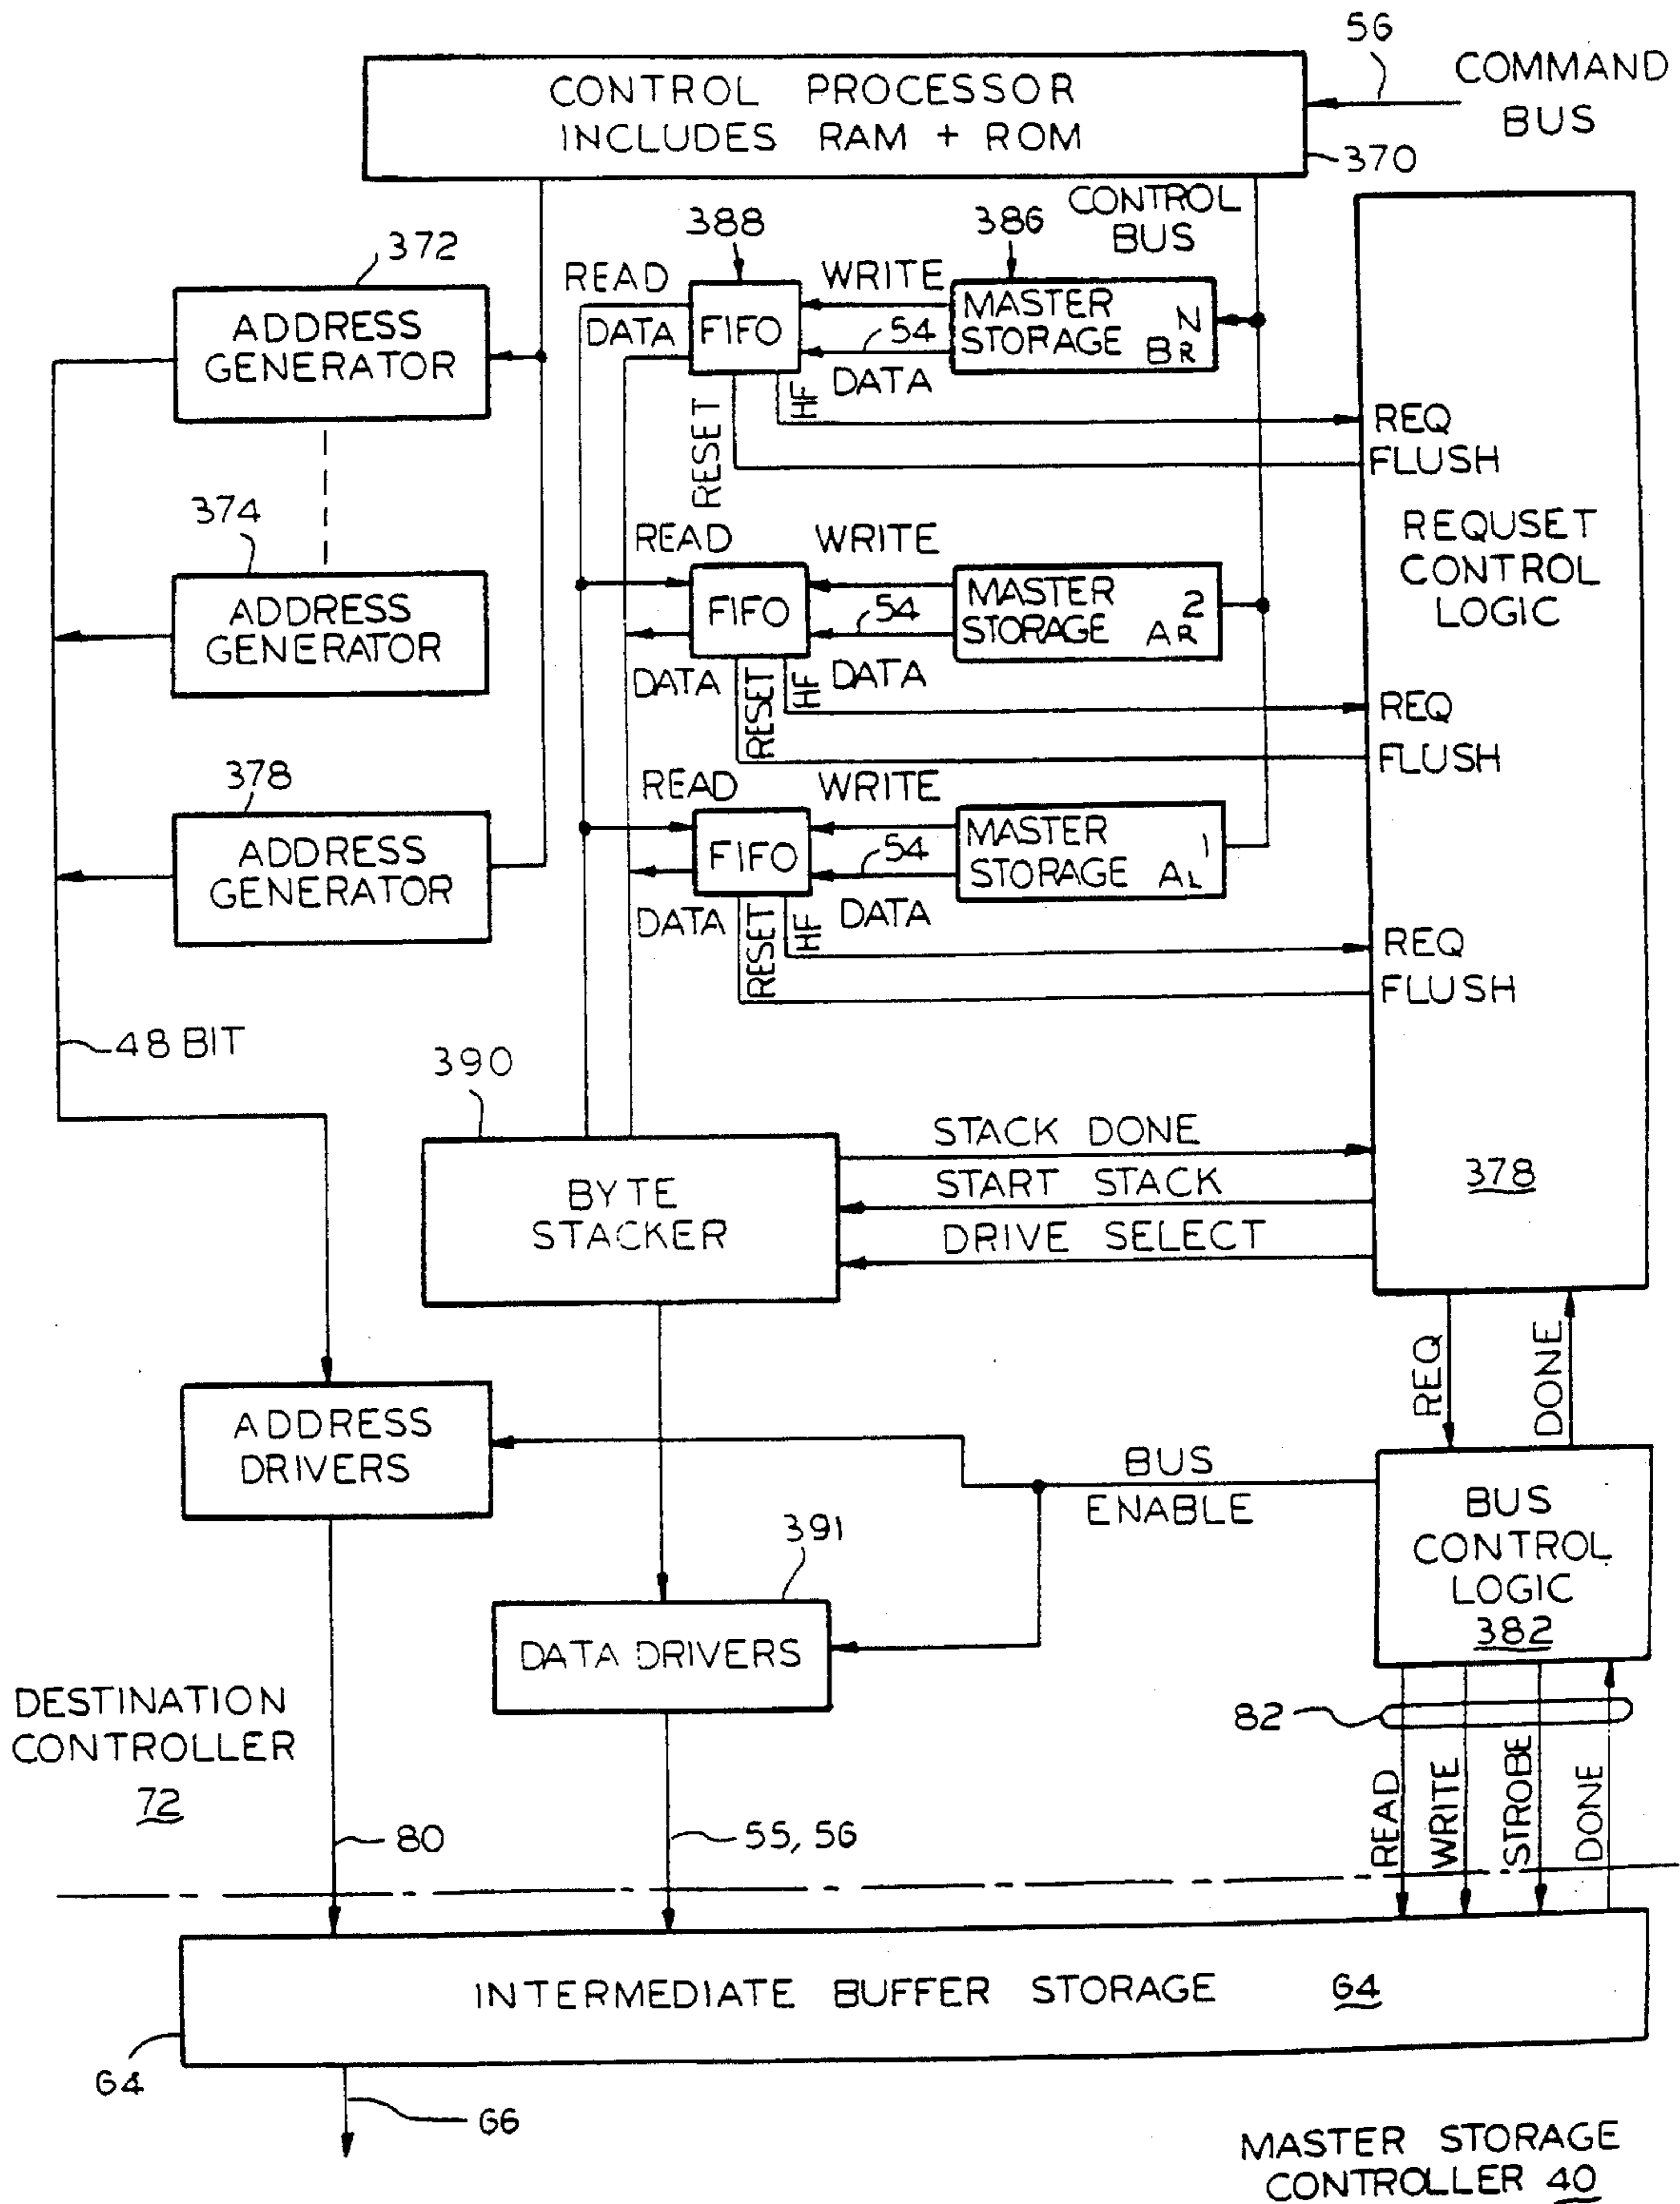 56
COMMAND
BUS
CONTROL PROCESSOR
INCLUDES RAM + ROM
370
CONTROL
BUS
388
386
372
READ
WRITE
ADDRESS
GENERATOR
DATA
FIFO
54
DATA
MASTER
STORAGE
N
BR
RESET
HF
REQ
FLUSH
374
REQUSET
CONTROL
LOGIC
READ
WRITE
ADDRESS
GENERATOR
FIFO
54
MASTER
STORAGE
2
AR
DATA
RESET
HF
DATA
REQ
FLUSH
378
READ
WRITE
ADDRESS
GENERATOR
FIFO
54
MASTER
STORAGE
1
AL
DATA
RESET
HF
DATA
REQ
FLUSH
48 BIT
390
BYTE
STACKER
STACK DONE
START STACK
DRIVE SELECT
378
REQ
DONE
ADDRESS
DRIVERS
BUS
ENABLE
BUS
CONTROL
LOGIC
382
391
DATA DRIVERS
DESTINATION
CONTROLLER
72
82
READ
WRITE
STROBE
DONE
80
55, 56
INTERMEDIATE BUFFER STORAGE 64
64
66
MASTER STORAGE
CONTROLLER 40